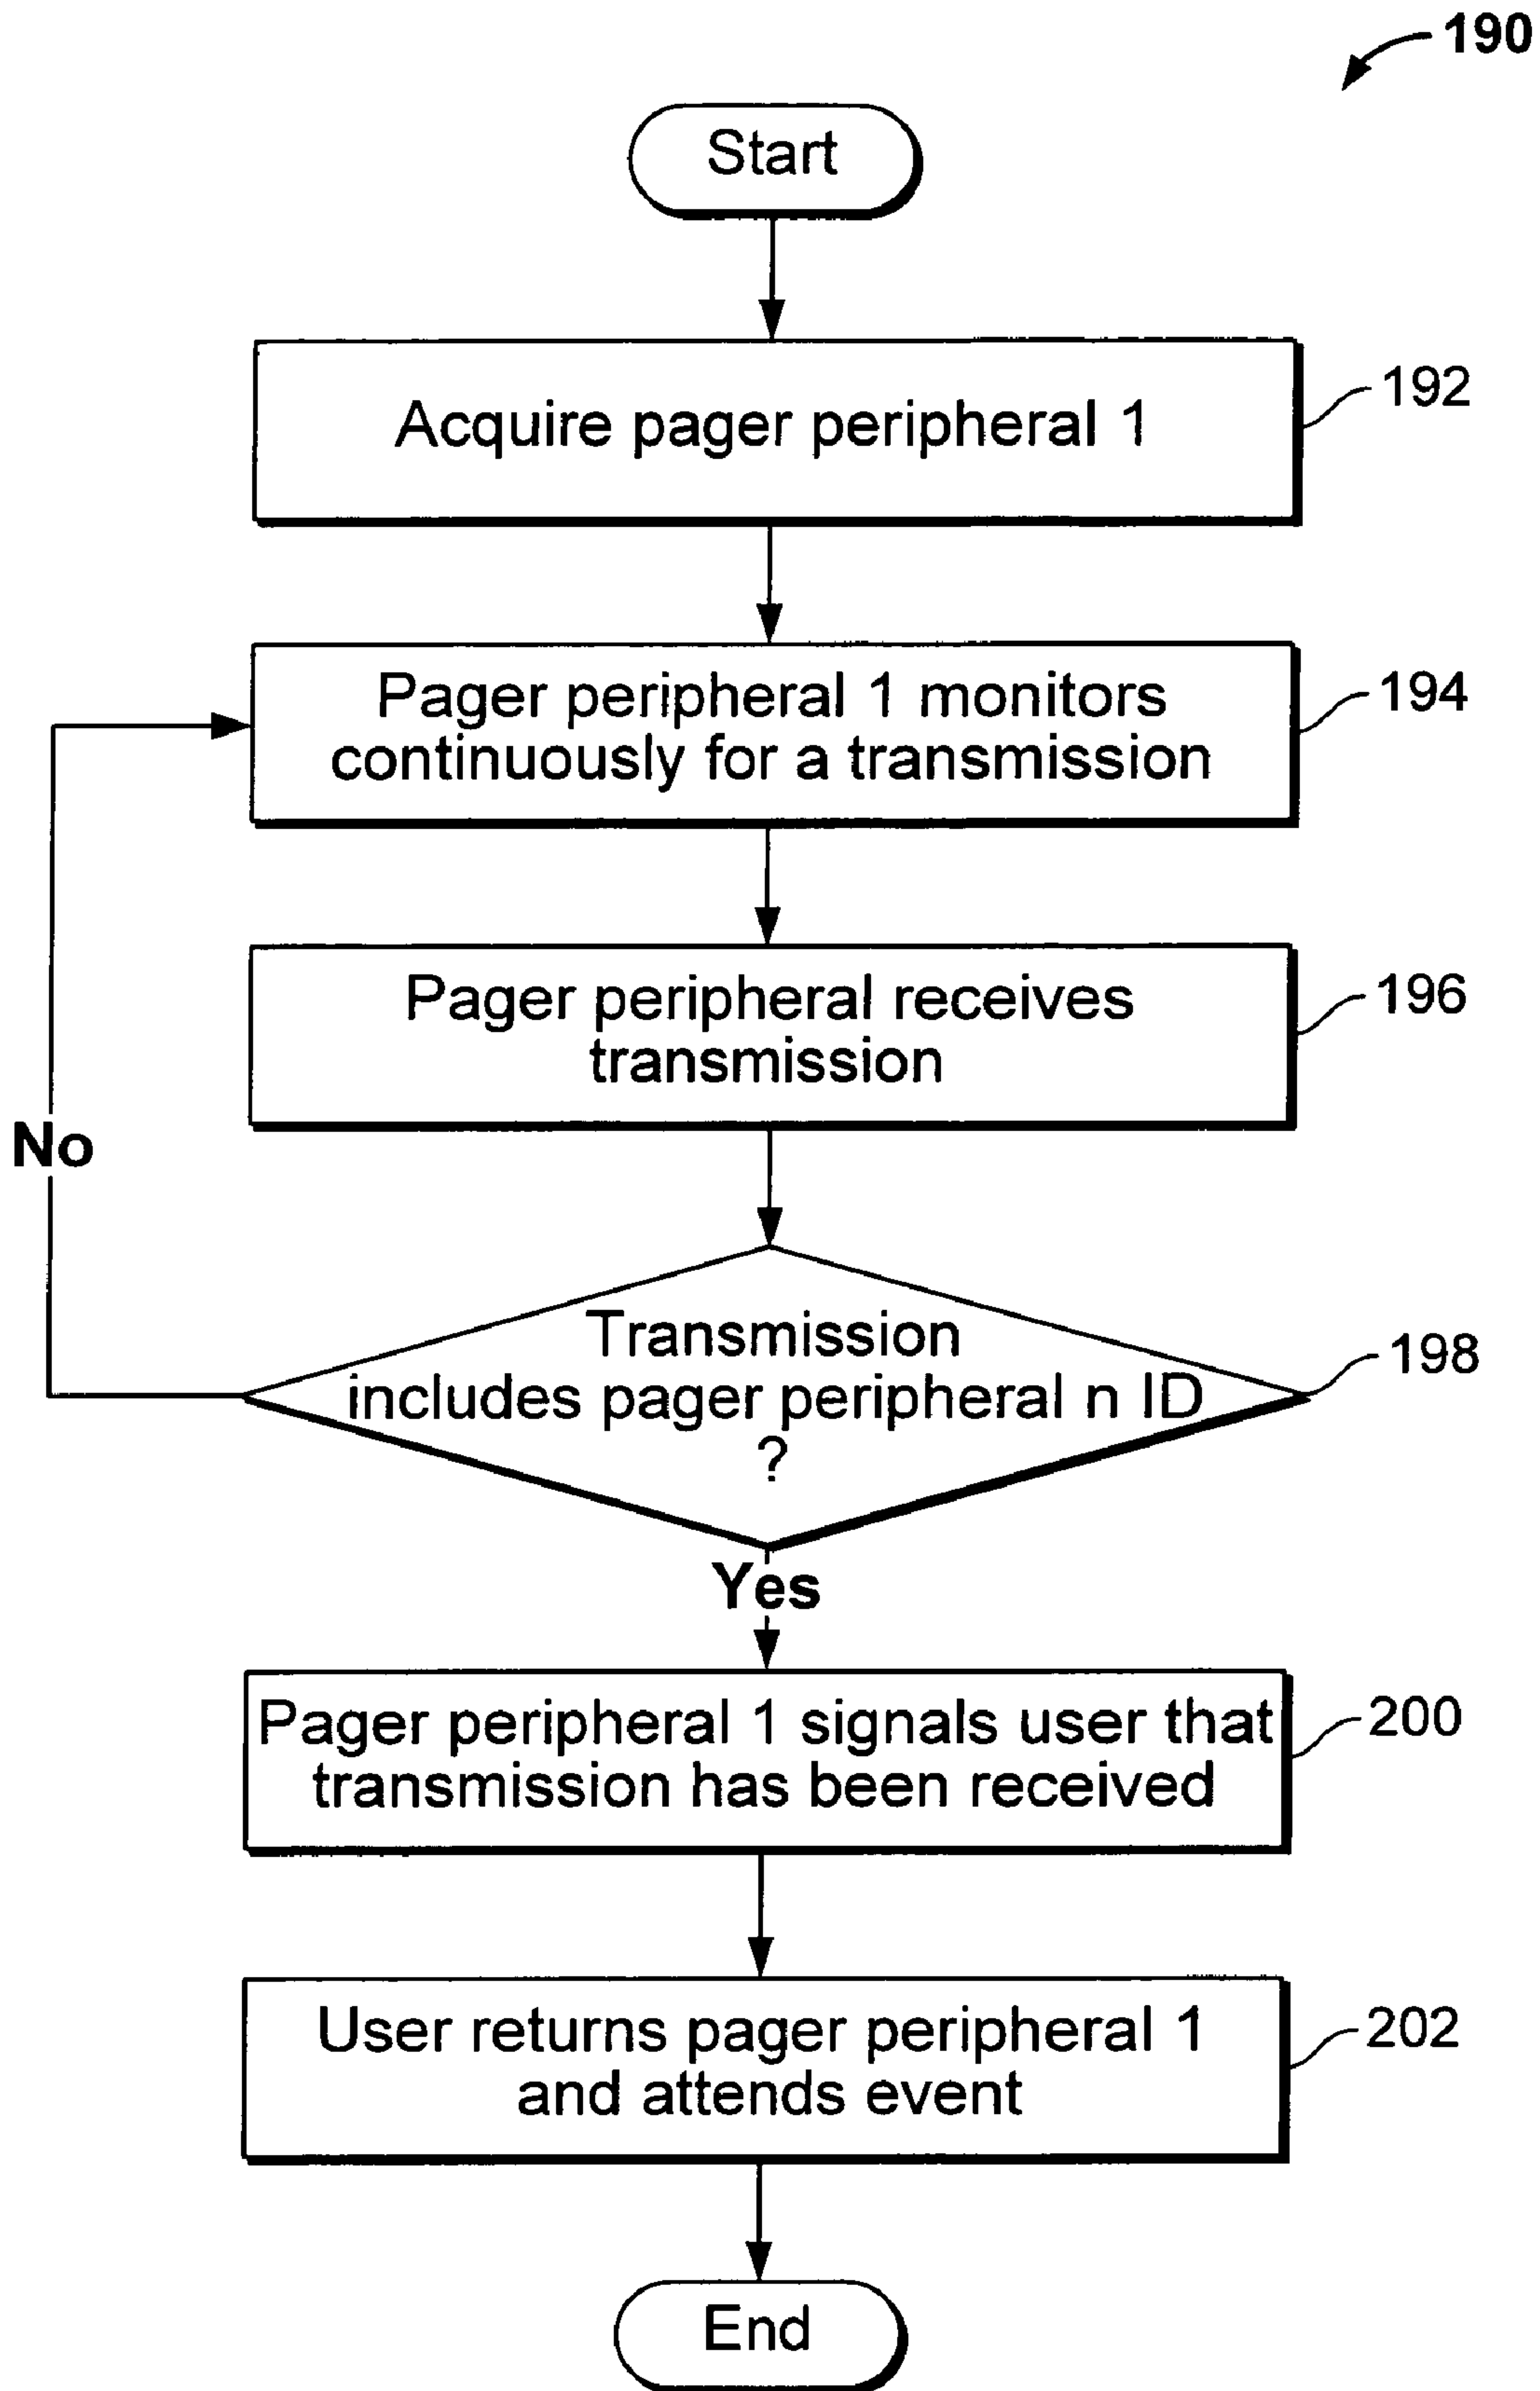 190
Start
Acquire pager peripheral 1
192
Pager peripheral 1 monitors
continuously for a transmission
194
Pager peripheral receives
transmission
196
No
Transmission
includes pager peripheral n ID
?
198
Yes
Pager peripheral 1 signals user that
transmission has been received
200
User returns pager peripheral 1
and attends event
202
End